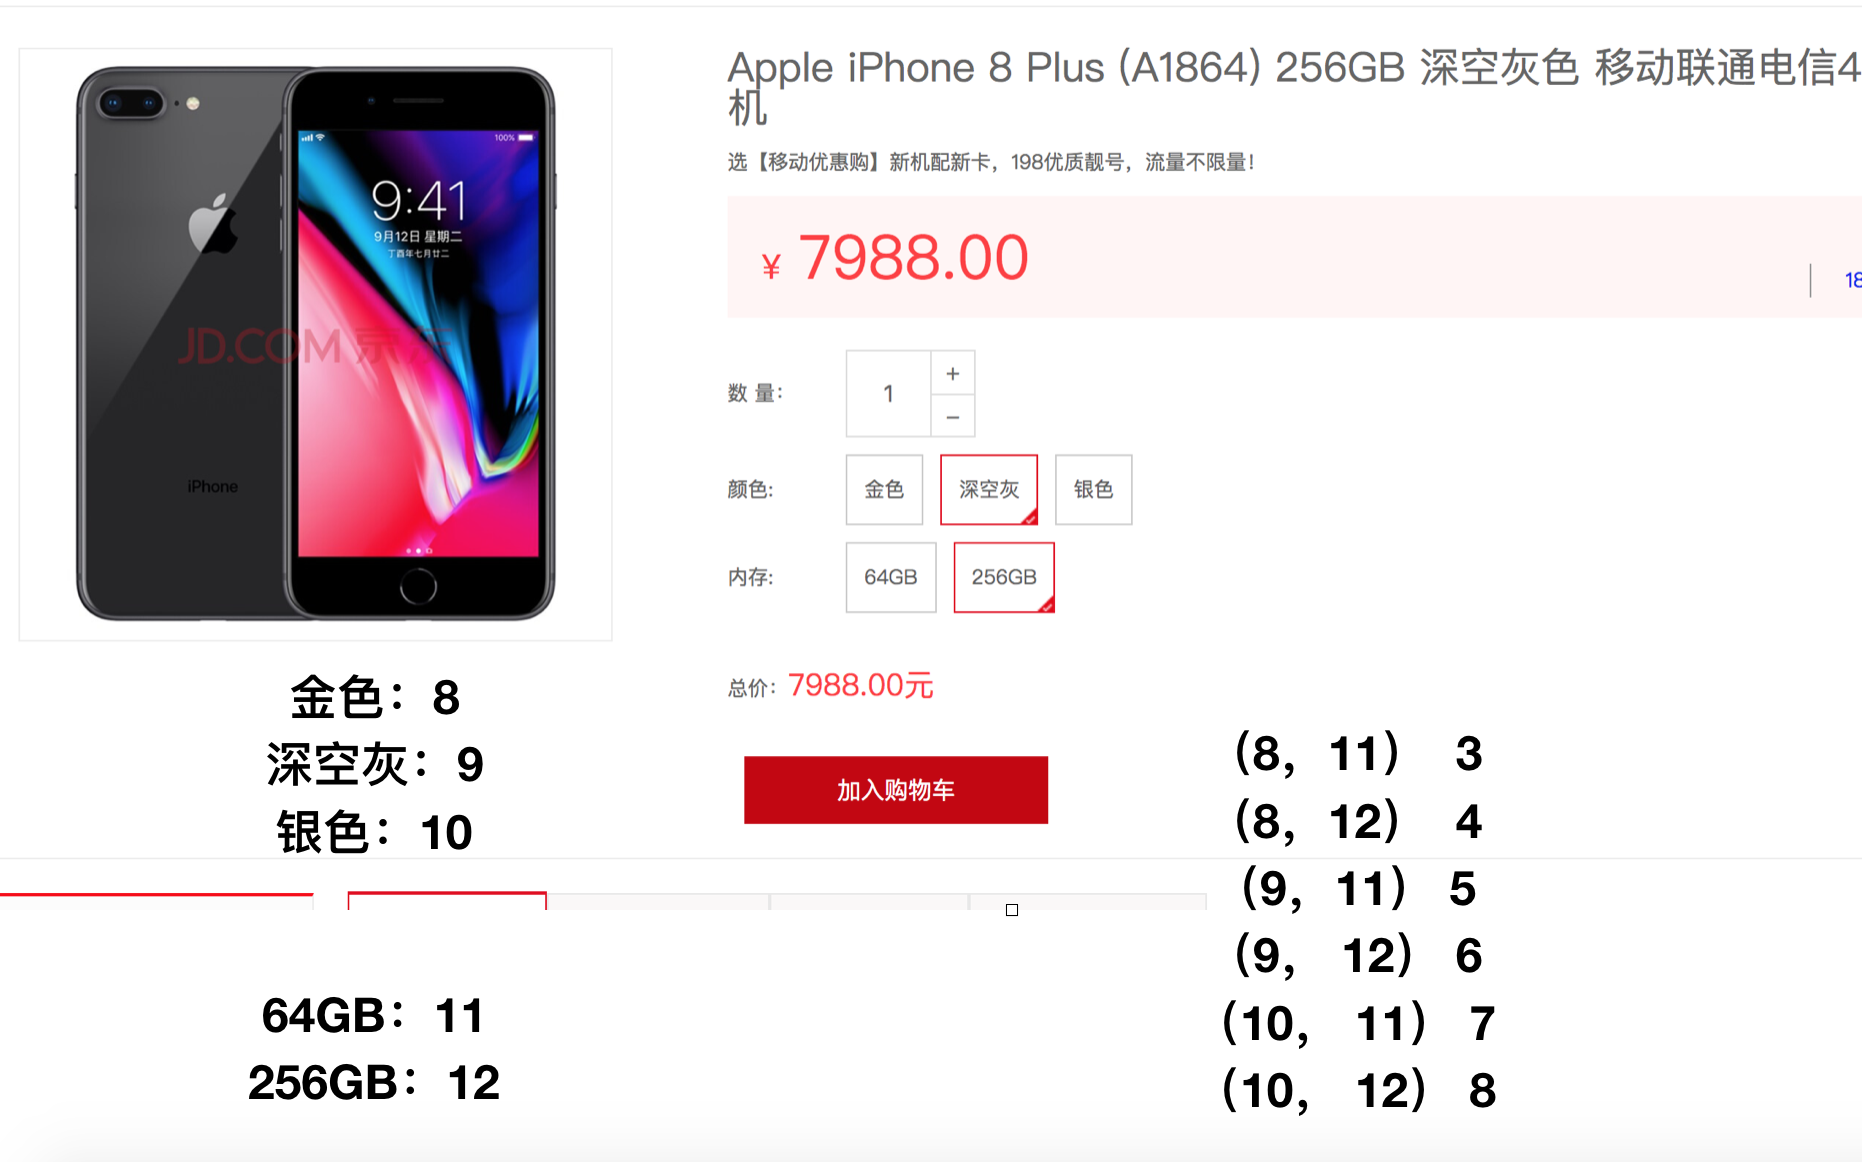 Apple iPhone 8 Plus (A1864) 256GB 深空灰色 移动联通电信4
机
选【移动优惠购】新机配新卡，198优质靓号，流量不限量！
¥ 7988.00
18
数 量：
1
+
−
颜色：
金色
深空灰
银色
内存：
64GB
256GB
总价：7988.00元
加入购物车
100%
9:41
9月12日 星期二
丁酉年七月廿二
JD.COM 京东
iPhone
金色：8
深空灰：9
银色：10
64GB：11
256GB：12
（8，11） 3
（8，12） 4
（9，11） 5
（9，12） 6
（10，11） 7
（10，12） 8